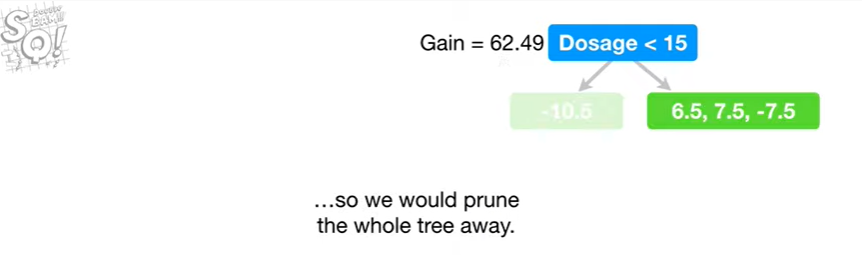 Gain = 62.49 Dosage < 15
-10.5 6.5, 7.5, -7.5
…so we would prune
the whole tree away.